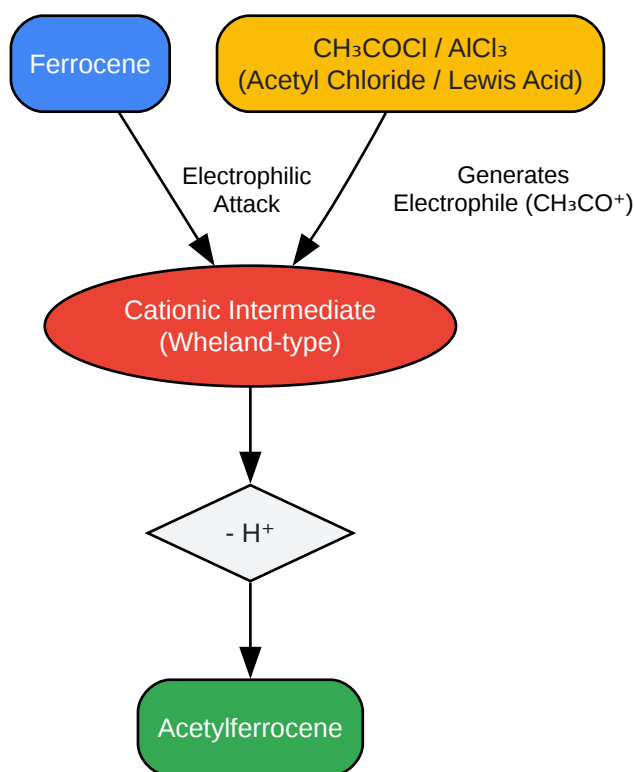 Ferrocene
CH₃COCl / AlCl₃
(Acetyl Chloride / Lewis Acid)
Electrophilic
Attack
Generates
Electrophile (CH₃CO⁺)
Cationic Intermediate
(Wheland-type)
- H⁺
Acetylferrocene